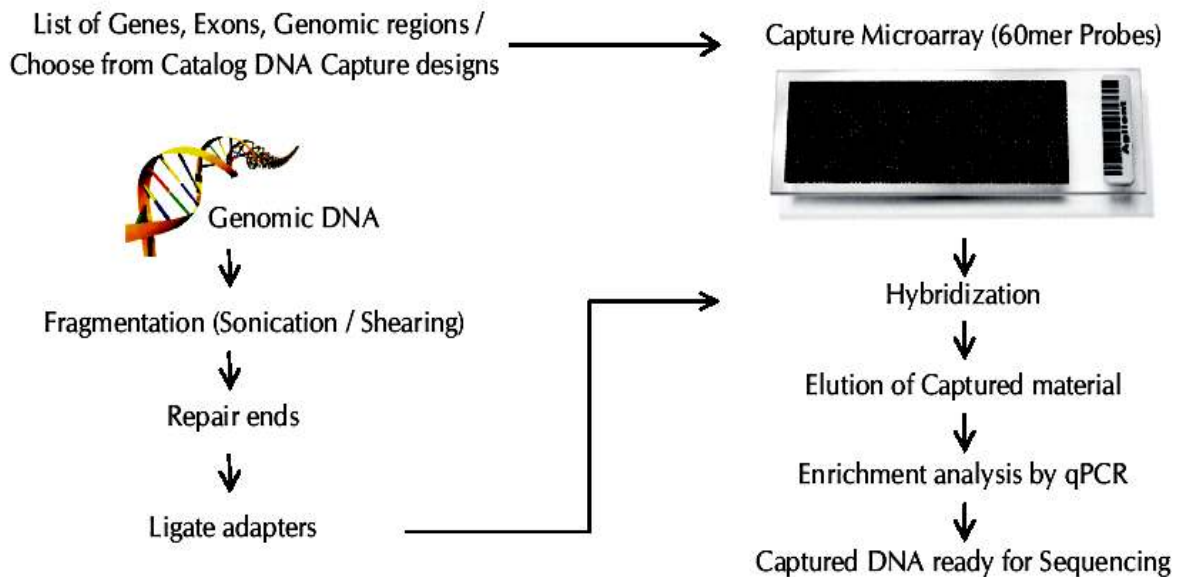 List of Genes, Exons, Genomic regions /
Choose from Catalog DNA Capture designs
Capture Microarray (60mer Probes)
Agilent
Genomic DNA
Fragmentation (Sonication / Shearing)
Repair ends
Ligate adapters
Hybridization
Elution of Captured material
Enrichment analysis by qPCR
Captured DNA ready for Sequencing